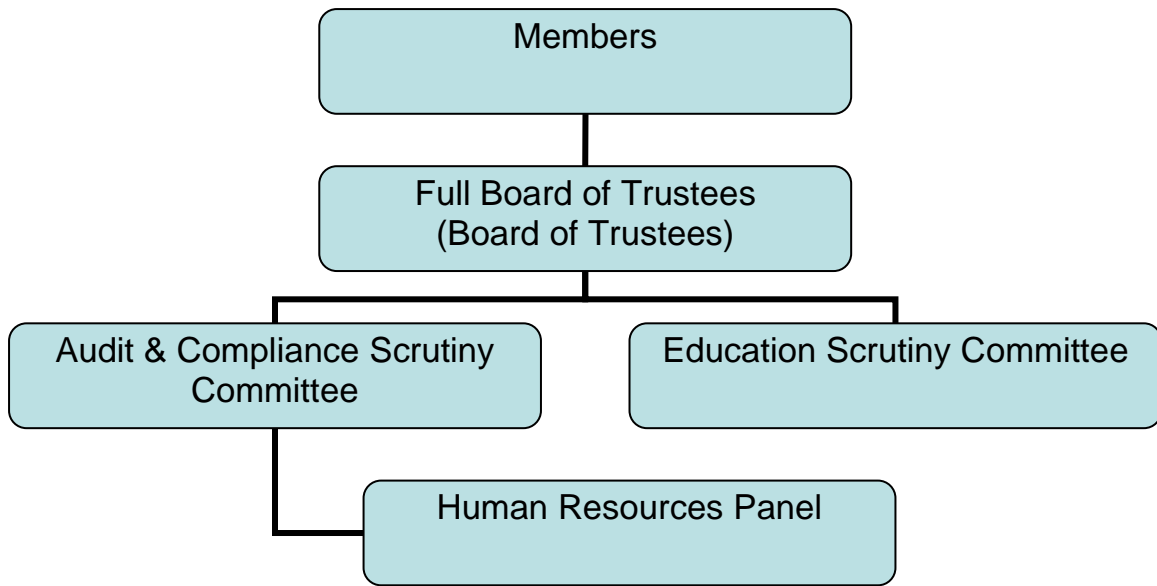 Members
Full Board of Trustees
(Board of Trustees)
Audit & Compliance Scrutiny
Committee
Education Scrutiny Committee
Human Resources Panel